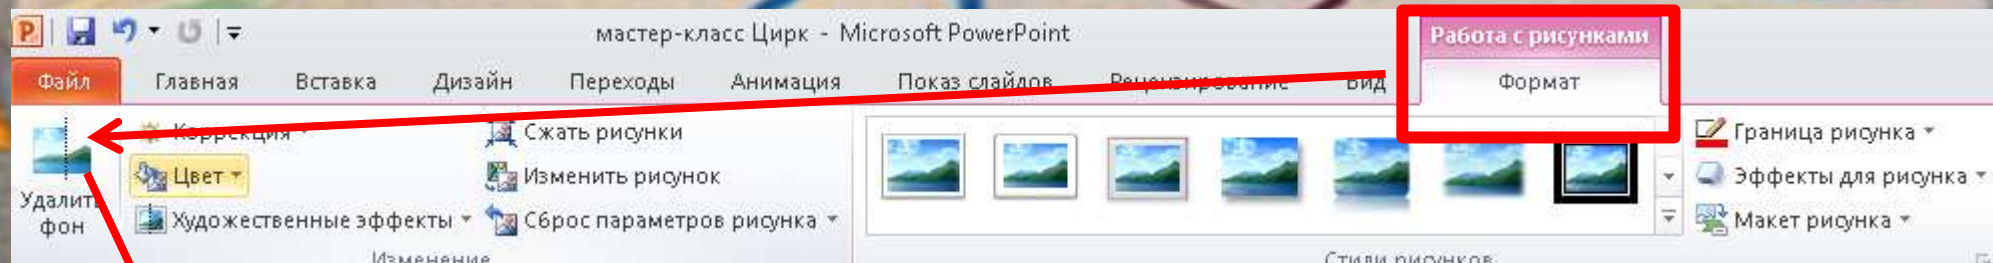 мастер-класс Цирк - Microsoft PowerPoint
Работа с рисунками
Файл Главная Вставка Дизайн Переходы Анимация Показ слайдов Рецензирование Вид Формат
Коррекция Сжать рисунки Граница рисунка
Цвет Изменить рисунок Эффекты для рисунка
Удалить фон
Художественные эффекты Сброс параметров рисунка Макет рисунка
Изменение Стили рисунков